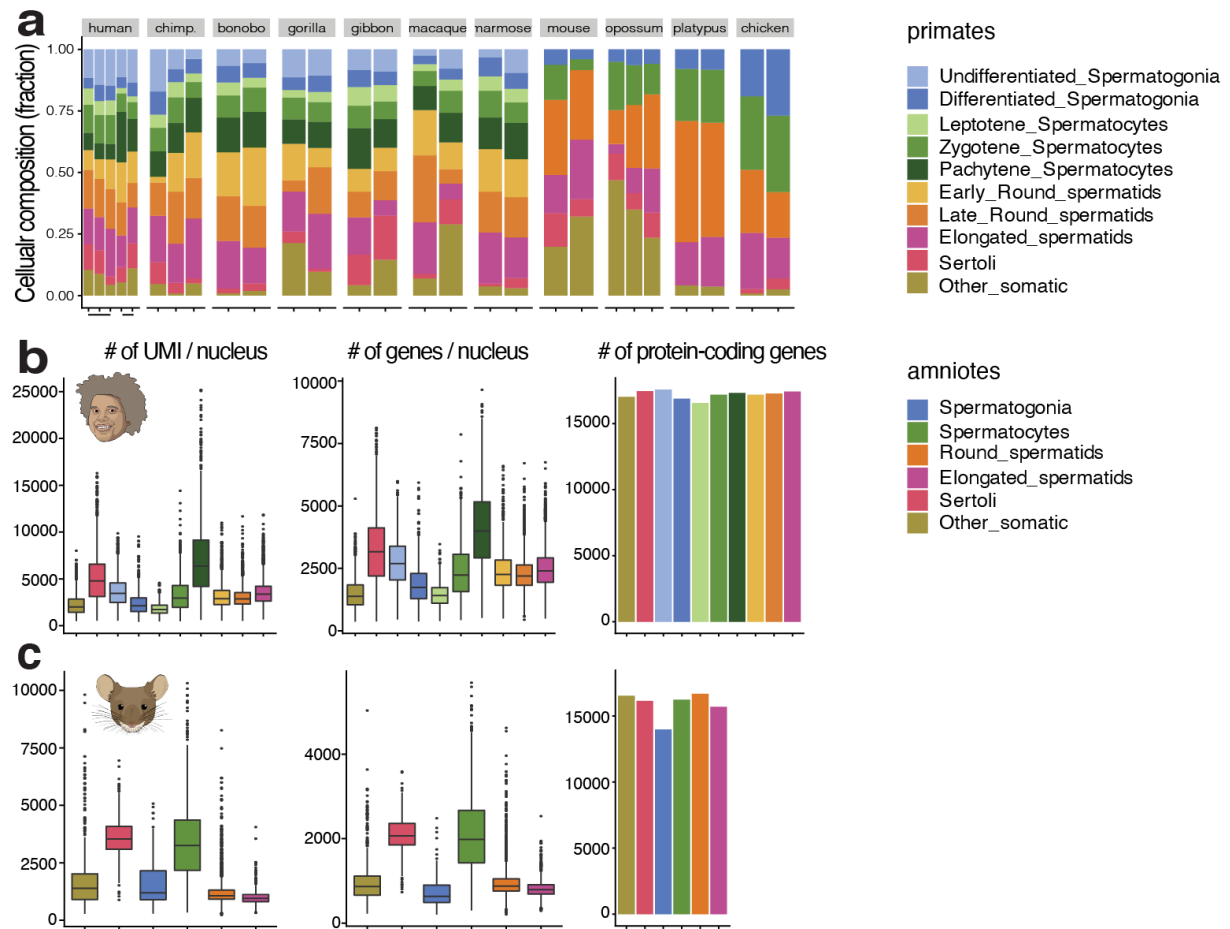 a
human chimp. bonobo gorilla gibbon macaque marmose mouse opossum platypus chicken
Cellulalr composition (fraction)
1.00
0.75
0.50
0.25
0.00
primates
Undifferentiated_Spermatogonia
Differentiated_Spermatogonia
Leptotene_Spermatocytes
Zygotene_Spermatocytes
Pachytene_Spermatocytes
Early_Round_spermatids
Late_Round_spermatids
Elongated_spermatids
Sertoli
Other_somatic
b
# of UMI / nucleus
25000
20000
15000
10000
5000
0
# of genes / nucleus
10000
7500
5000
2500
0
# of protein-coding genes
15000
10000
5000
0
amniotes
Spermatogonia
Spermatocytes
Round_spermatids
Elongated_spermatids
Sertoli
Other_somatic
c
10000
7500
5000
2500
0
4000
2000
0
15000
10000
5000
0